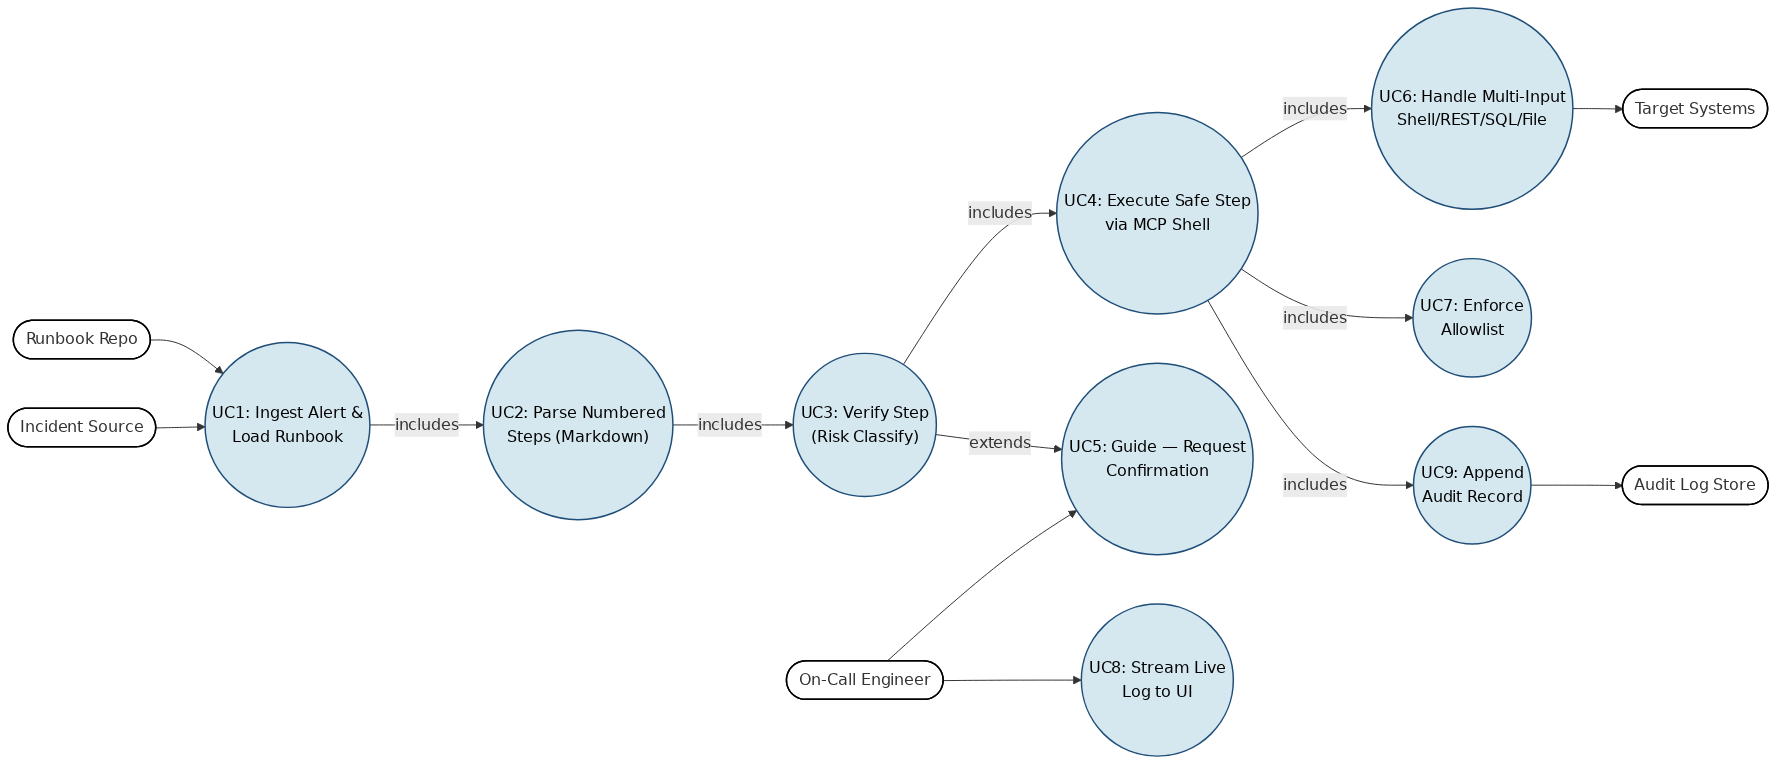 Runbook Repo
Incident Source
UC1: Ingest Alert &
Load Runbook
includes
UC2: Parse Numbered
Steps (Markdown)
includes
UC3: Verify Step
(Risk Classify)
includes
extends
On-Call Engineer
UC4: Execute Safe Step
via MCP Shell
UC5: Guide — Request
Confirmation
UC8: Stream Live
Log to UI
includes
includes
includes
UC6: Handle Multi-Input
Shell/REST/SQL/File
UC7: Enforce
Allowlist
UC9: Append
Audit Record
Target Systems
Audit Log Store